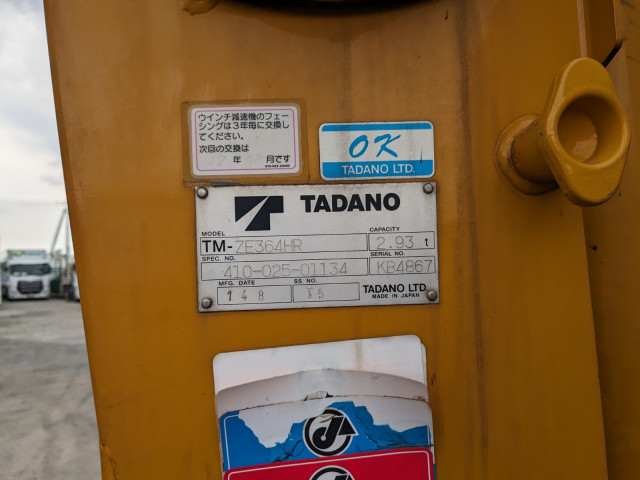 ウインチ減速機のフェー
シングは3年毎に交換し
てください。
次回の交換は
年 月です
OK
TADANO LTD.
TADANO
MODEL
CAPACITY
TM-ZE364HR 2.93 t
SPEC. NO. SERIAL NO.
410-025-01134 KB4867
MFG. DATE SS NO.
148 15 TADANO LTD.
MADE IN JAPAN